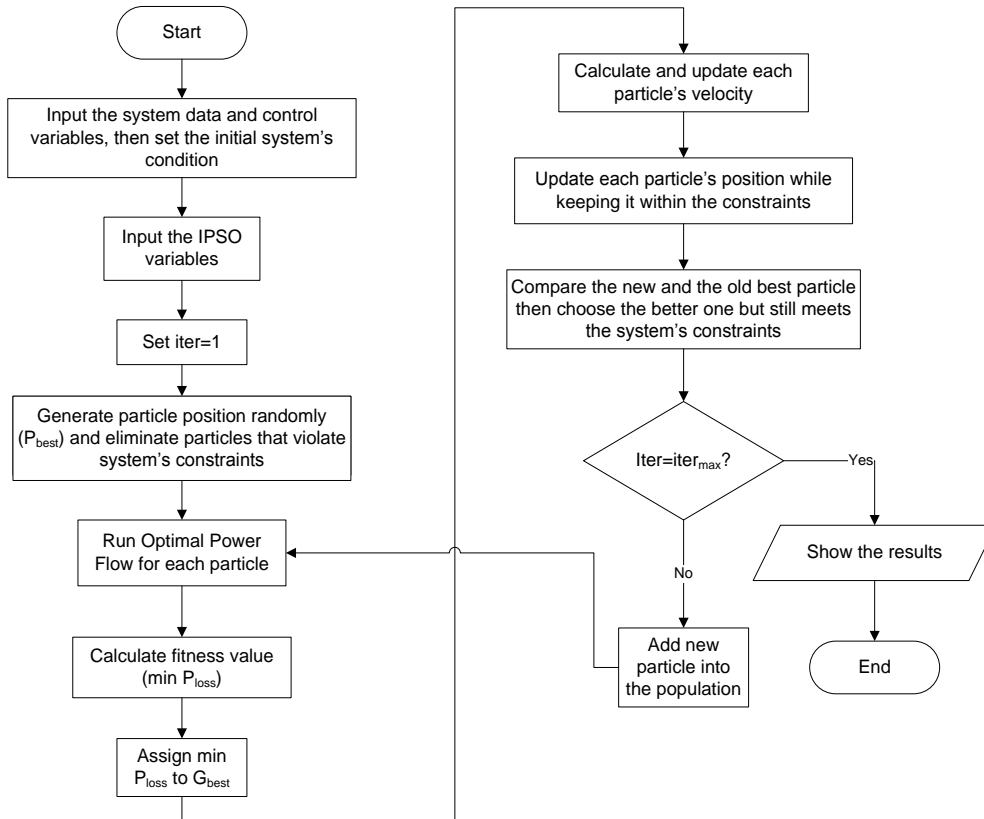 Start
Input the system data and control
variables, then set the initial system's
condition
Input the IPSO
variables
Set iter=1
Generate particle position randomly
(Pbest) and eliminate particles that violate
system's constraints
Run Optimal Power
Flow for each particle
Calculate fitness value
(min Ploss)
Assign min
Ploss to Gbest
Calculate and update each
particle's velocity
Update each particle's position while
keeping it within the constraints
Compare the new and the old best particle
then choose the better one but still meets
the system's constraints
Iter=itermax?
Yes
No
Show the results
Add new
particle into
the population
End